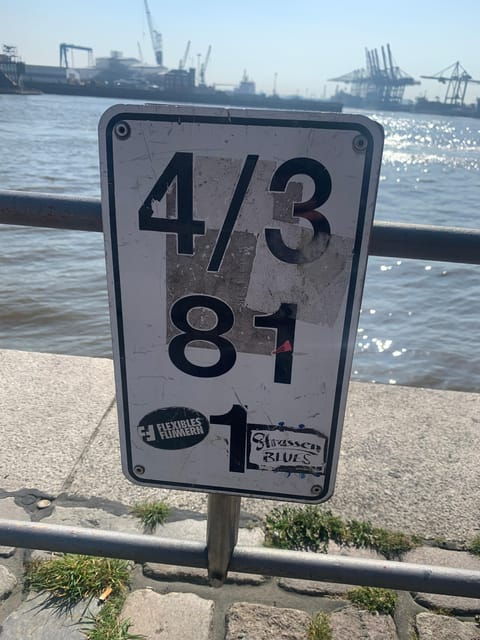 4/3
81
1
FLEXIBLES
FLIMMERN
Strassen
BLUES